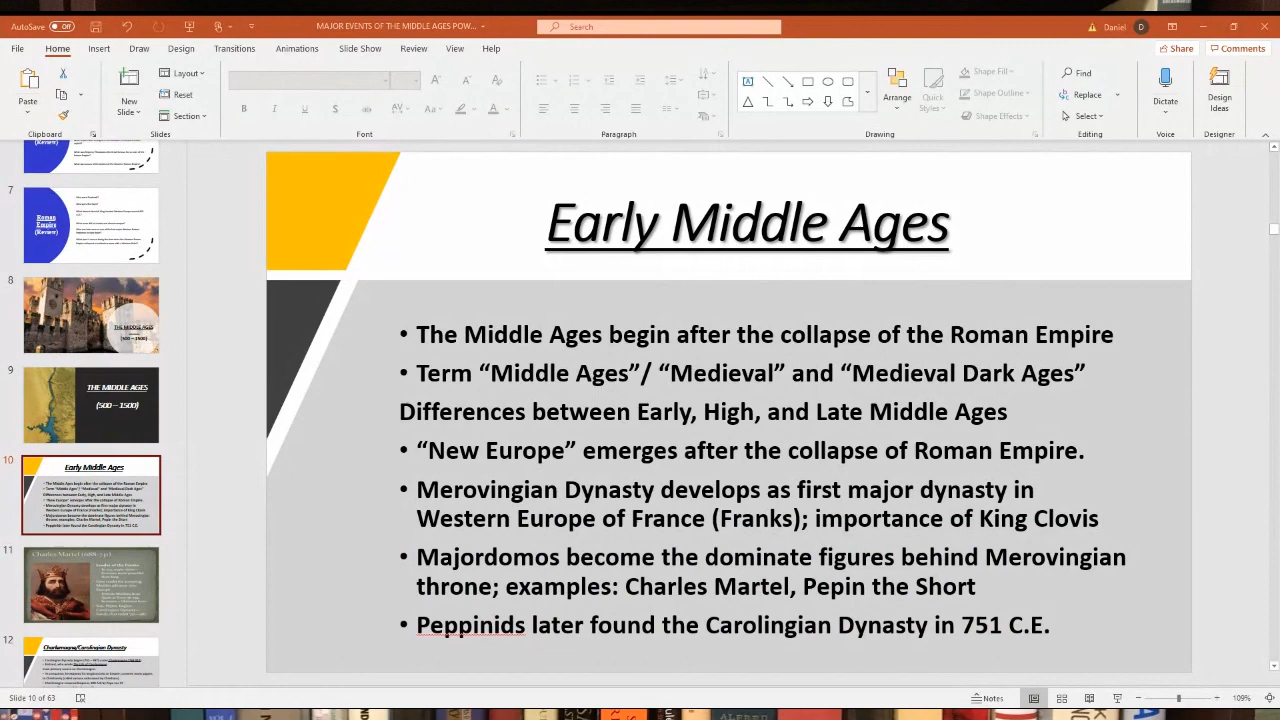 AutoSave Off
MAJOR EVENTS OF THE MIDDLE AGES POW...
Search
Daniel D
File Home Insert Draw Design Transitions Animations Slide Show Review View Help
Share Comments
Paste
New
Slide
Layout
Reset
Section
Shape Fill
Shape Outline
Shape Effects
Arrange
Quick
Styles
Find
Replace
Select
Dictate
Design
Ideas
Clipboard Slides Font Paragraph Drawing Editing Voice Designer
7
Roman
Empire
(Review)
8
THE MIDDLE AGES
(500 – 1500)
9
THE MIDDLE AGES
(500 – 1500)
10
Early Middle Ages
11
Charles Martel
12
Charlemagne/Carolingian Dynasty
Early Middle Ages
• The Middle Ages begin after the collapse of the Roman Empire
• Term “Middle Ages”/ “Medieval” and “Medieval Dark Ages”
Differences between Early, High, and Late Middle Ages
• “New Europe” emerges after the collapse of Roman Empire.
• Merovingian Dynasty develops as first major dynasty in
Western Europe of France (Franks); importance of King Clovis
• Majordomos become the dominant figures behind Merovingian
throne; examples: Charles Martel, Pepin the Short
• Peppinids later found the Carolingian Dynasty in 751 C.E.
Slide 10 of 63
Notes
109%